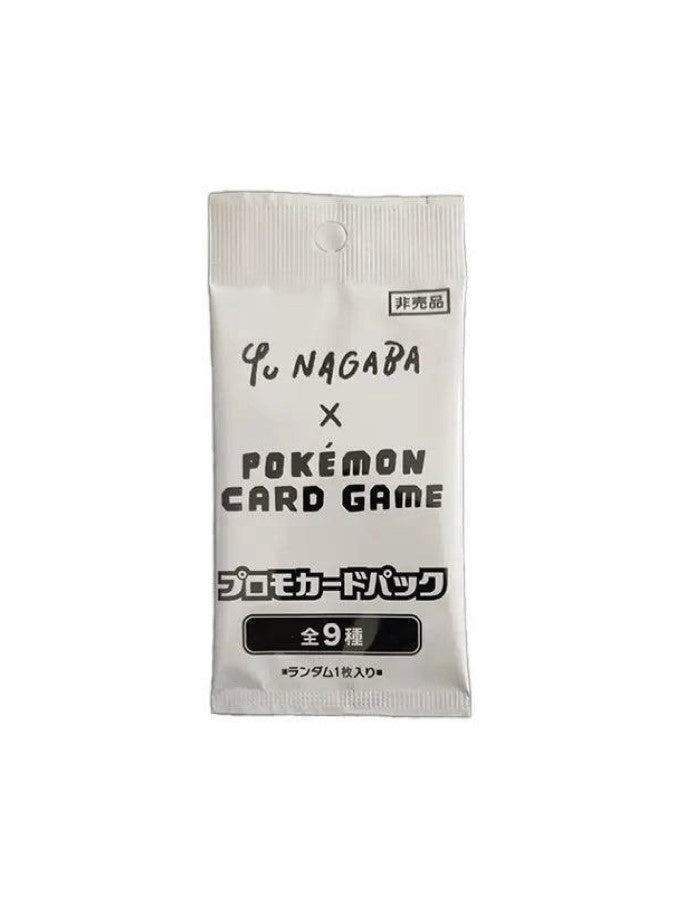 非売品
Yu NAGABA
×
POKÉMON
CARD GAME
プロモカードパック
全9種
■ランダム1枚入り■